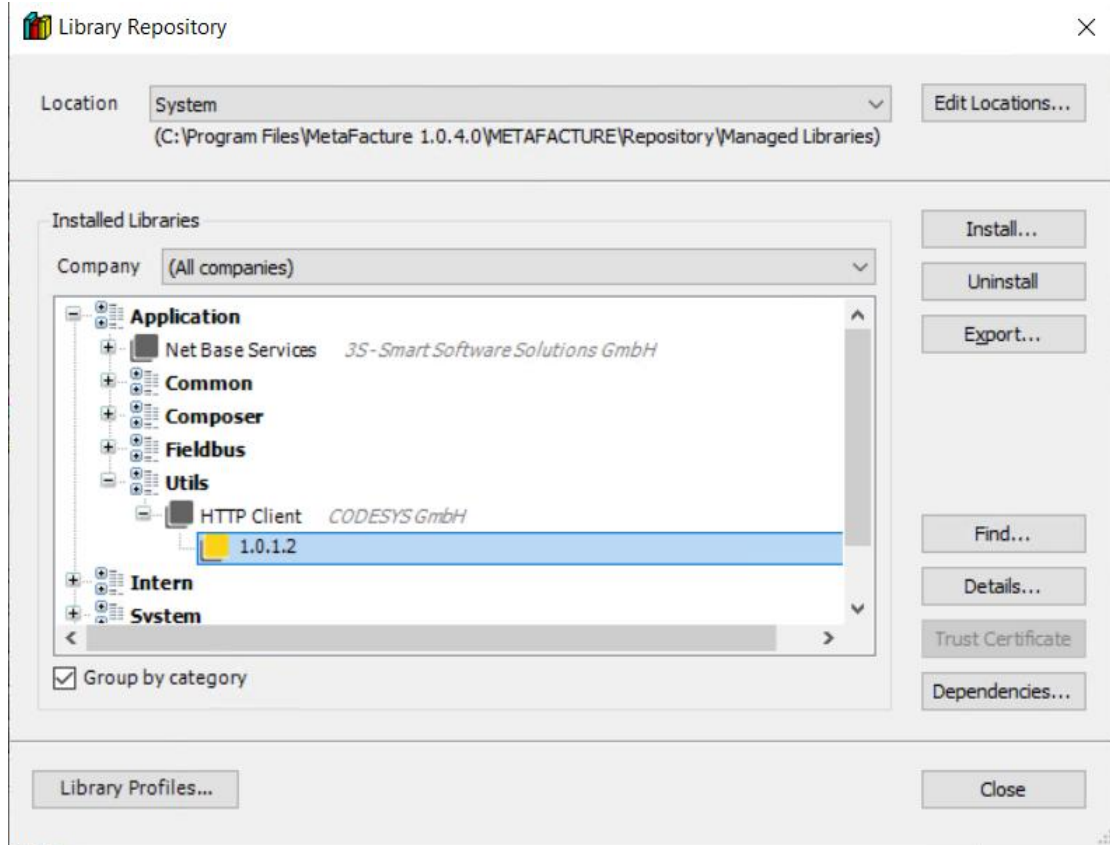 Library Repository
Location System Edit Locations...
(C:\Program Files\MetaFacture 1.0.4.0\METAFACTURE\Repository\Managed Libraries)
Installed Libraries
Install...
Company (All companies)
Uninstall
Application
Export...
Net Base Services 3S-Smart Software Solutions GmbH
Common
Composer
Fieldbus
Utils
HTTP Client CODESYS GmbH
Find...
1.0.1.2
Intern
Details...
System
Trust Certificate
Group by category
Dependencies...
Library Profiles... Close